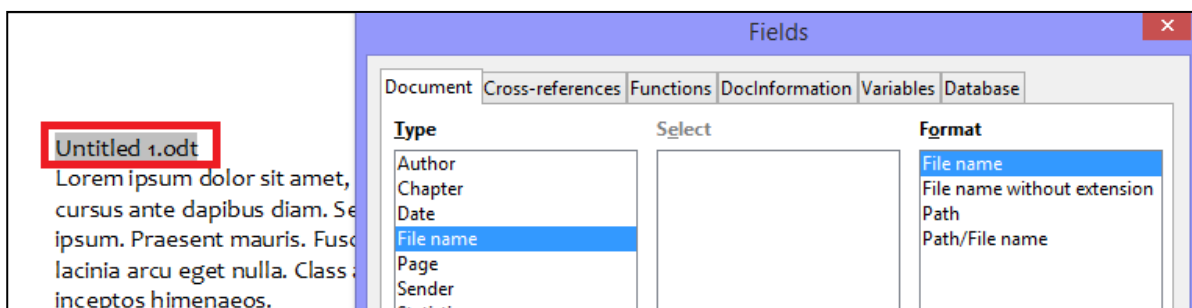 Fields
Document Cross-references Functions DocInformation Variables Database
Type Select Format
Untitled 1.odt
Lorem ipsum dolor sit amet,
cursus ante dapibus diam. Se
ipsum. Praesent mauris. Fusc
lacinia arcu eget nulla. Class
inceptos himenaeos.
Author
Chapter
Date
File name
Page
Sender
File name
File name without extension
Path
Path/File name